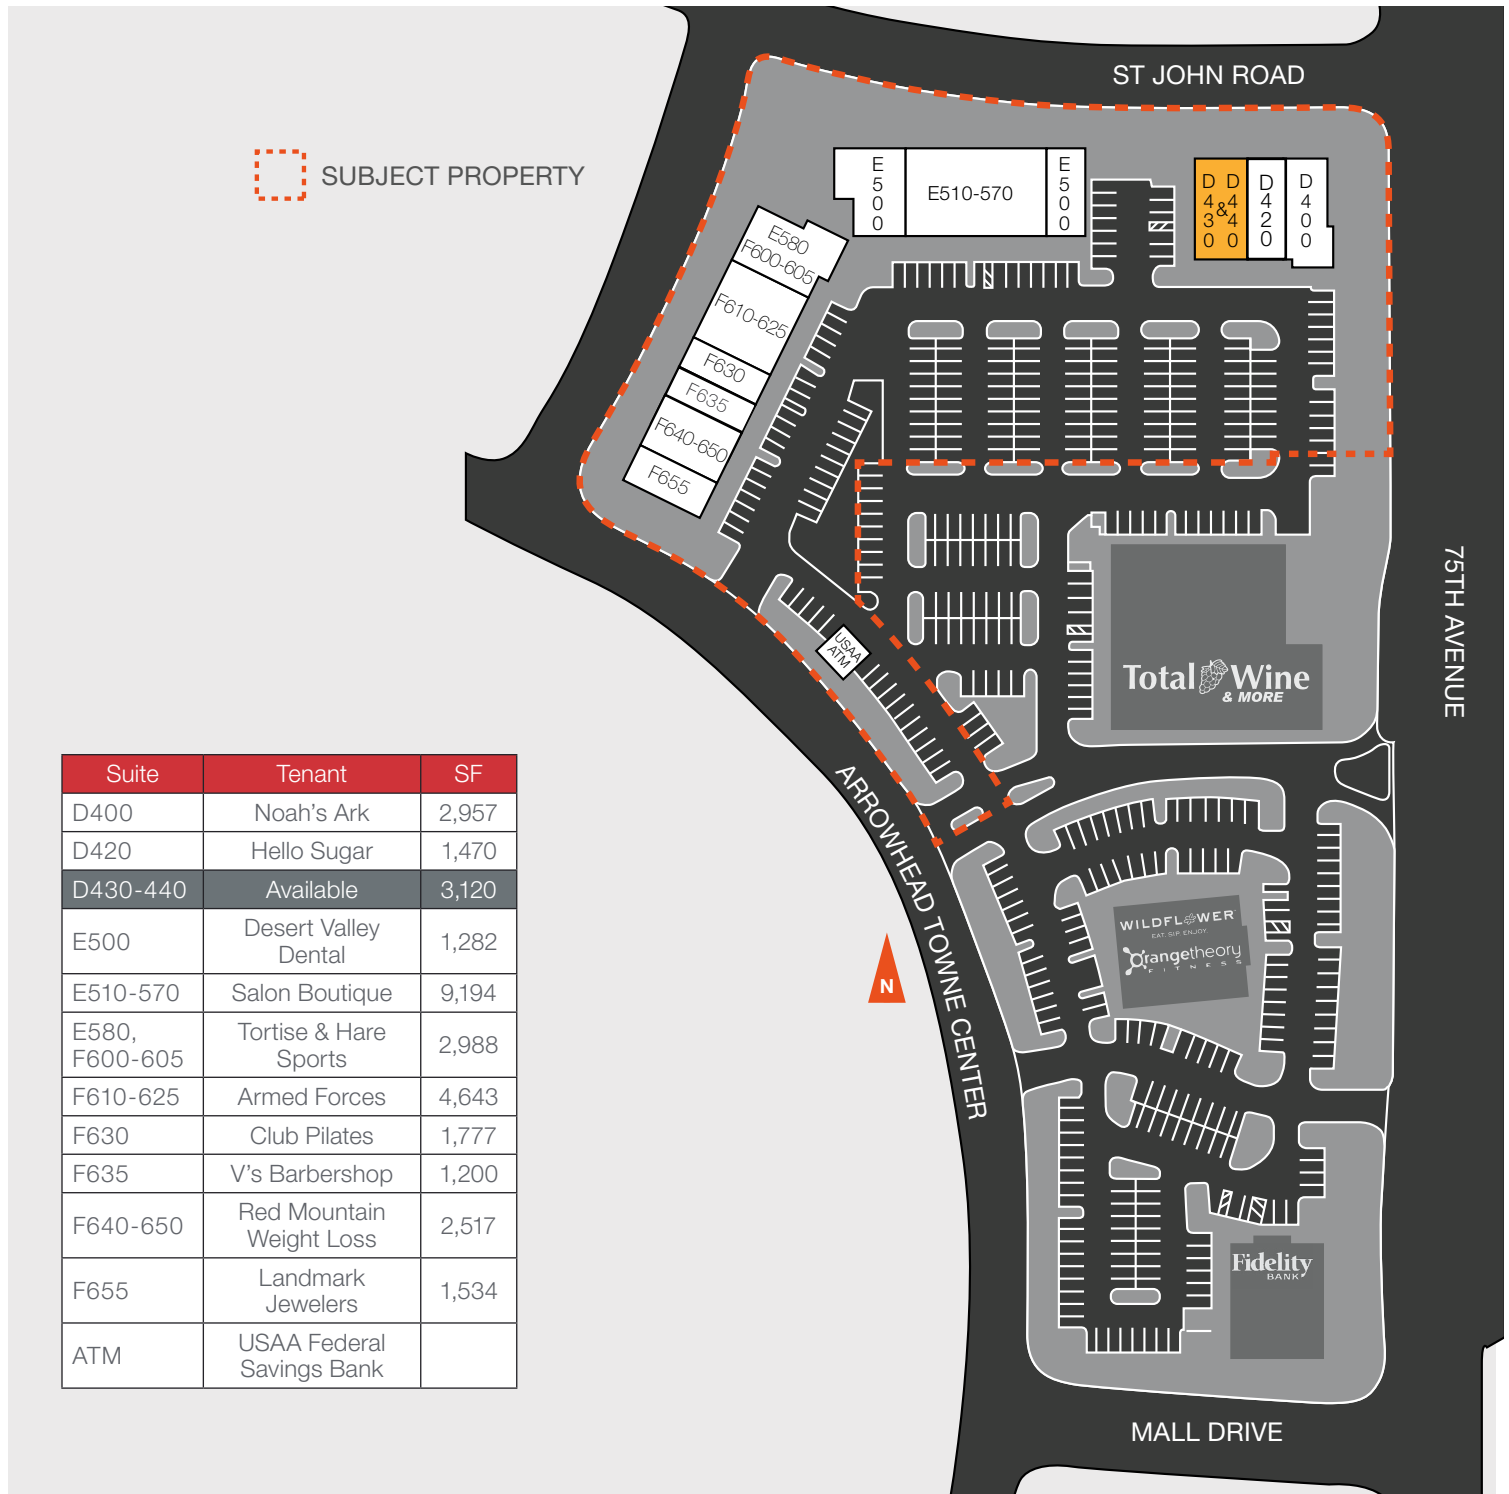 ST JOHN ROAD
SUBJECT PROPERTY
E500
E510-570
E500
D430
&
D440
D420
D400
E580
F600-605
F610-625
F630
F635
F640-650
F655
USAA
ATM
75TH AVENUE
Total Wine
& MORE
ARROWHEAD TOWNE CENTER
WILDFLOWER
EAT. SIP. ENJOY.
Orangetheory
FITNESS
N
Fidelity
BANK
MALL DRIVE
Suite Tenant SF
D400 Noah's Ark 2,957
D420 Hello Sugar 1,470
D430-440 Available 3,120
E500 Desert Valley
Dental 1,282
E510-570 Salon Boutique 9,194
E580,
F600-605 Tortise & Hare
Sports 2,988
F610-625 Armed Forces 4,643
F630 Club Pilates 1,777
F635 V's Barbershop 1,200
F640-650 Red Mountain
Weight Loss 2,517
F655 Landmark
Jewelers 1,534
ATM USAA Federal
Savings Bank